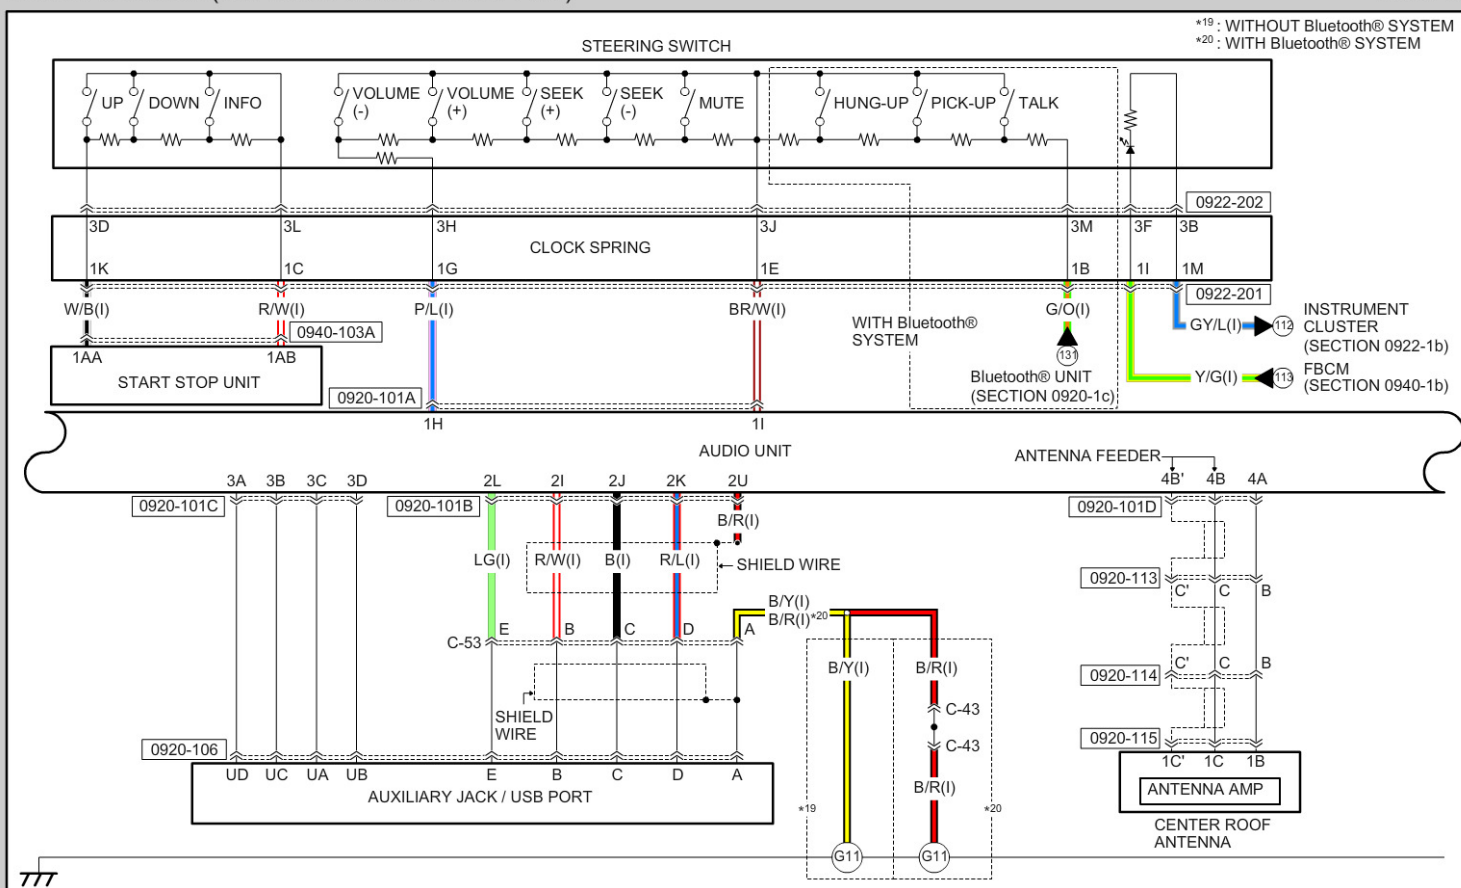 *19 : WITHOUT Bluetooth® SYSTEM
*20 : WITH Bluetooth® SYSTEM
STEERING SWITCH
UP
DOWN
INFO
VOLUME
(-)
VOLUME
(+)
SEEK
(+)
SEEK
(-)
MUTE
HUNG-UP
PICK-UP
TALK
0922-202
3D 3L 3H 3J 3M 3F 3B
CLOCK SPRING
1K 1C 1G 1E 1B 1I 1M
0922-201
W/B(I) R/W(I) P/L(I) BR/W(I) G/O(I)
0940-103A
WITH Bluetooth®
SYSTEM
GY/L(I)
112
INSTRUMENT
CLUSTER
(SECTION 0922-1b)
131
1AA 1AB
START STOP UNIT
Bluetooth® UNIT
(SECTION 0920-1c)
Y/G(I)
113
FBCM
(SECTION 0940-1b)
0920-101A
1H 1I
AUDIO UNIT
ANTENNA FEEDER
3A 3B 3C 3D 2L 2I 2J 2K 2U 4B' 4B 4A
0920-101C
0920-101B
0920-101D
B/R(I)
LG(I) R/W(I) B(I) R/L(I)
SHIELD WIRE
0920-113
C' C B
B/Y(I)
B/R(I)*20
C-53
E B C D A
B/Y(I)
B/R(I)
C' C B
0920-114
SHIELD
WIRE
C-43
C-43
0920-106
0920-115
UD UC UA UB E B C D A
1C' 1C 1B
AUXILIARY JACK / USB PORT
B/R(I)
ANTENNA AMP
*19
*20
CENTER ROOF
ANTENNA
G11
G11